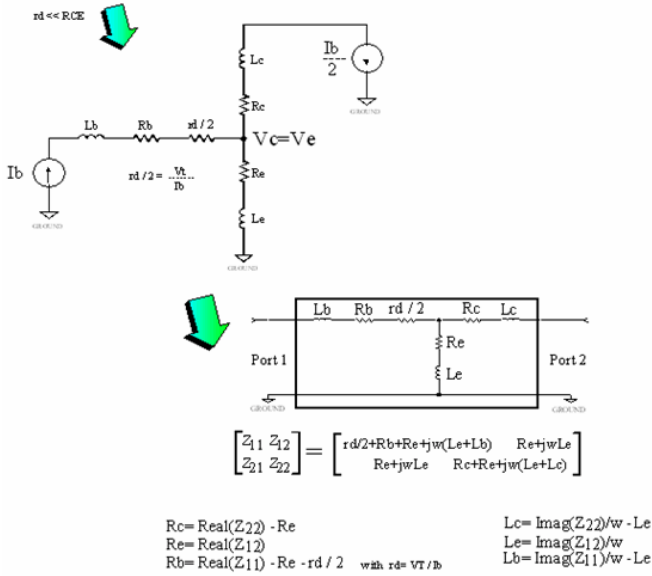 rd << RCE
Ib
2
Lc
GROUND
Rc
Lb Rb rd / 2
Vc=Ve
Ib
rd /2 = Vt
Ib
Re
GROUND
Le
GROUND
Lb Rb rd / 2 Rc Lc
Re
Port 1 Port 2
Le
GROUND GROUND
[Z11 Z12] = [rd/2+Rb+Re+jw(Le+Lb) Re+jwLe]
[Z21 Z22] [Re+jwLe Rc+Re+jw(Le+Lc)]
Rc= Real(Z22) - Re Lc= Imag(Z22)/w - Le
Re= Real(Z12) Le= Imag(Z12)/w
Rb= Real(Z11) - Re - rd / 2 with rd= VT / Ib Lb= Imag(Z11)/w - Le